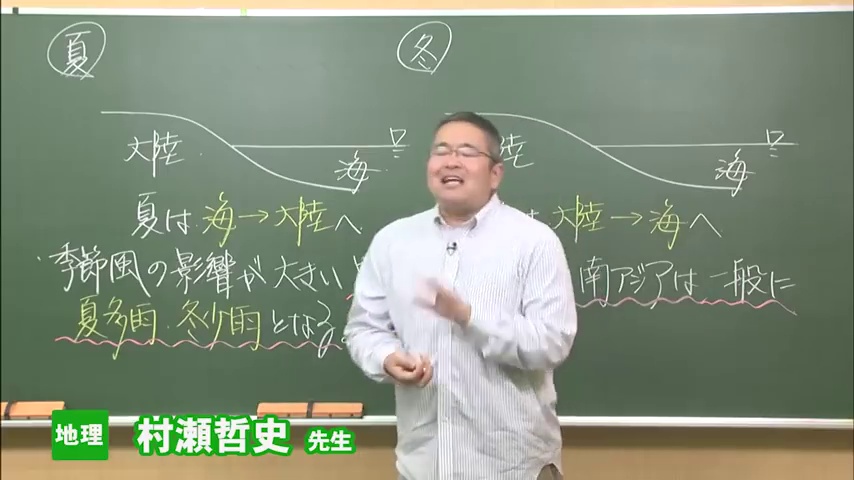 夏
冬
大陸 海
陸 海
夏は 海→大陸へ
は 大陸→海へ
季節風の影響が大きい
南アジアは一般に
夏多雨・冬少雨となる。
地理 村瀬哲史 先生